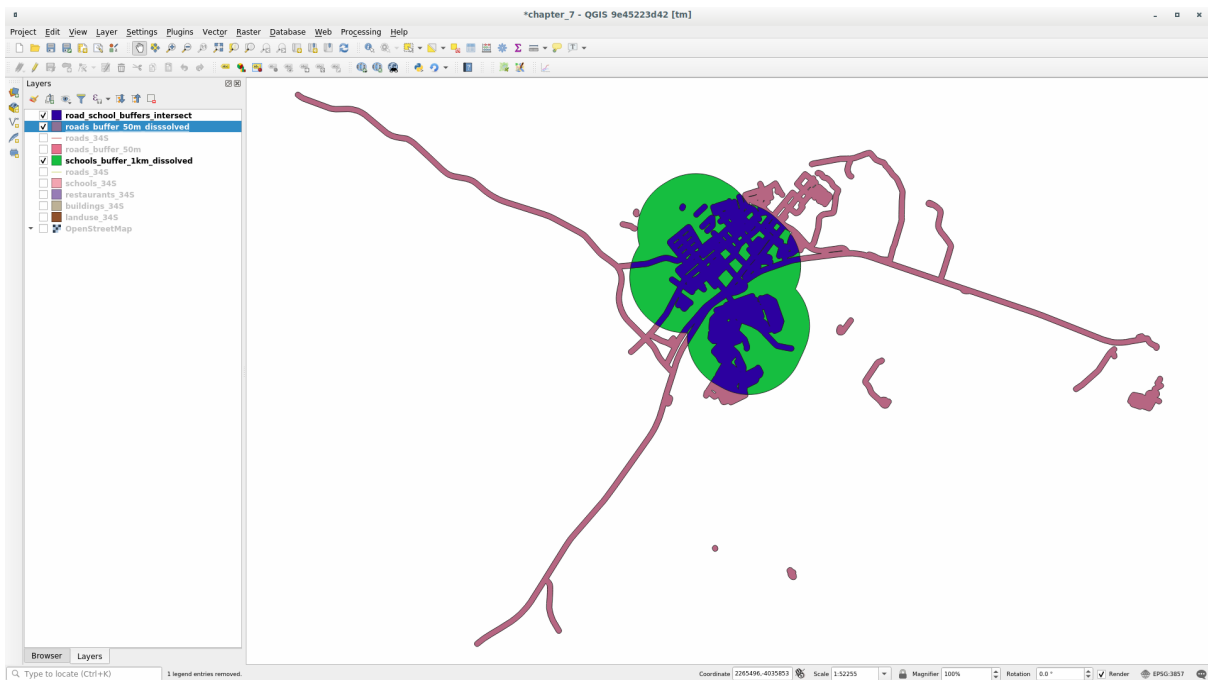 *chapter_7 - QGIS 9e45223d42 [tm]
Project Edit View Layer Settings Plugins Vector Raster Database Web Processing Help
Layers
road_school_buffers_intersect
roads_buffer_50m_disssolved
roads_34S
roads_buffer_50m
schools_buffer_1km_dissolved
roads_34S
schools_34S
restaurants_34S
buildings_34S
landuse_34S
OpenStreetMap
Browser Layers
Type to locate (Ctrl+K) 1 legend entries removed. Coordinate 2265496,-4035853 Scale 1:52255 Magnifier 100% Rotation 0.0 ° Render EPSG:3857